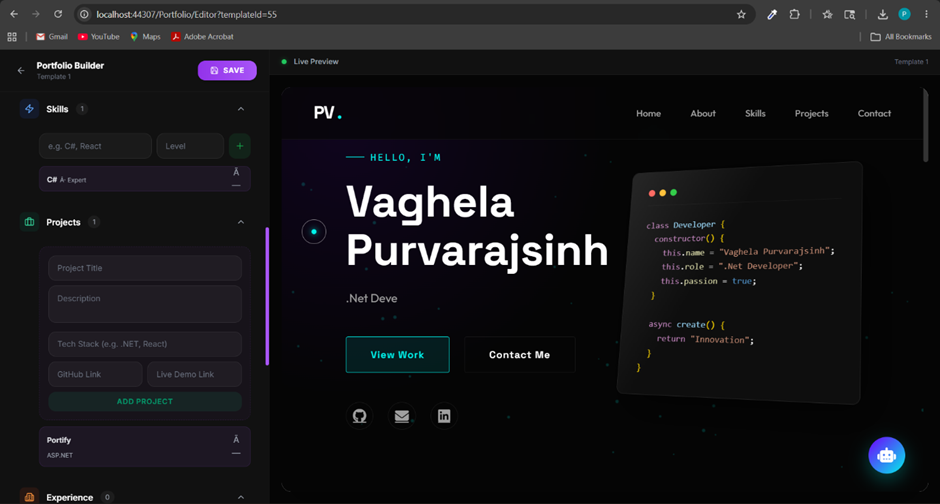 localhost:44307/Portfolio/Editor?templateId=55
P
Gmail
YouTube
Maps
Adobe Acrobat
All Bookmarks
Portfolio Builder
Template 1
SAVE
Skills 1
e.g. C#, React
Level
+
C# Â· Expert
Â
Projects 1
Project Title
Description
Tech Stack (e.g. .NET, React)
GitHub Link
Live Demo Link
ADD PROJECT
Portify
Â
ASP.NET
Experience 0
Live Preview
Template 1
PV.
Home
About
Skills
Projects
Contact
HELLO, I'M
Vaghela
Purvarajsinh
.Net Deve
View Work
Contact Me
class Developer {
constructor() {
this.name = "Vaghela Purvarajsinh";
this.role = ".Net Developer";
this.passion = true;
}
async create() {
return "Innovation";
}
}